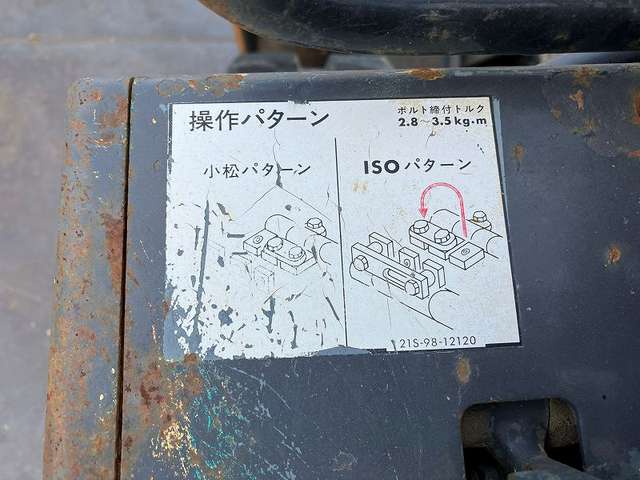 操作パターン
ボルト締付トルク
2.8~3.5kg·m
小松パターン
ISOパターン
21S-98-12120